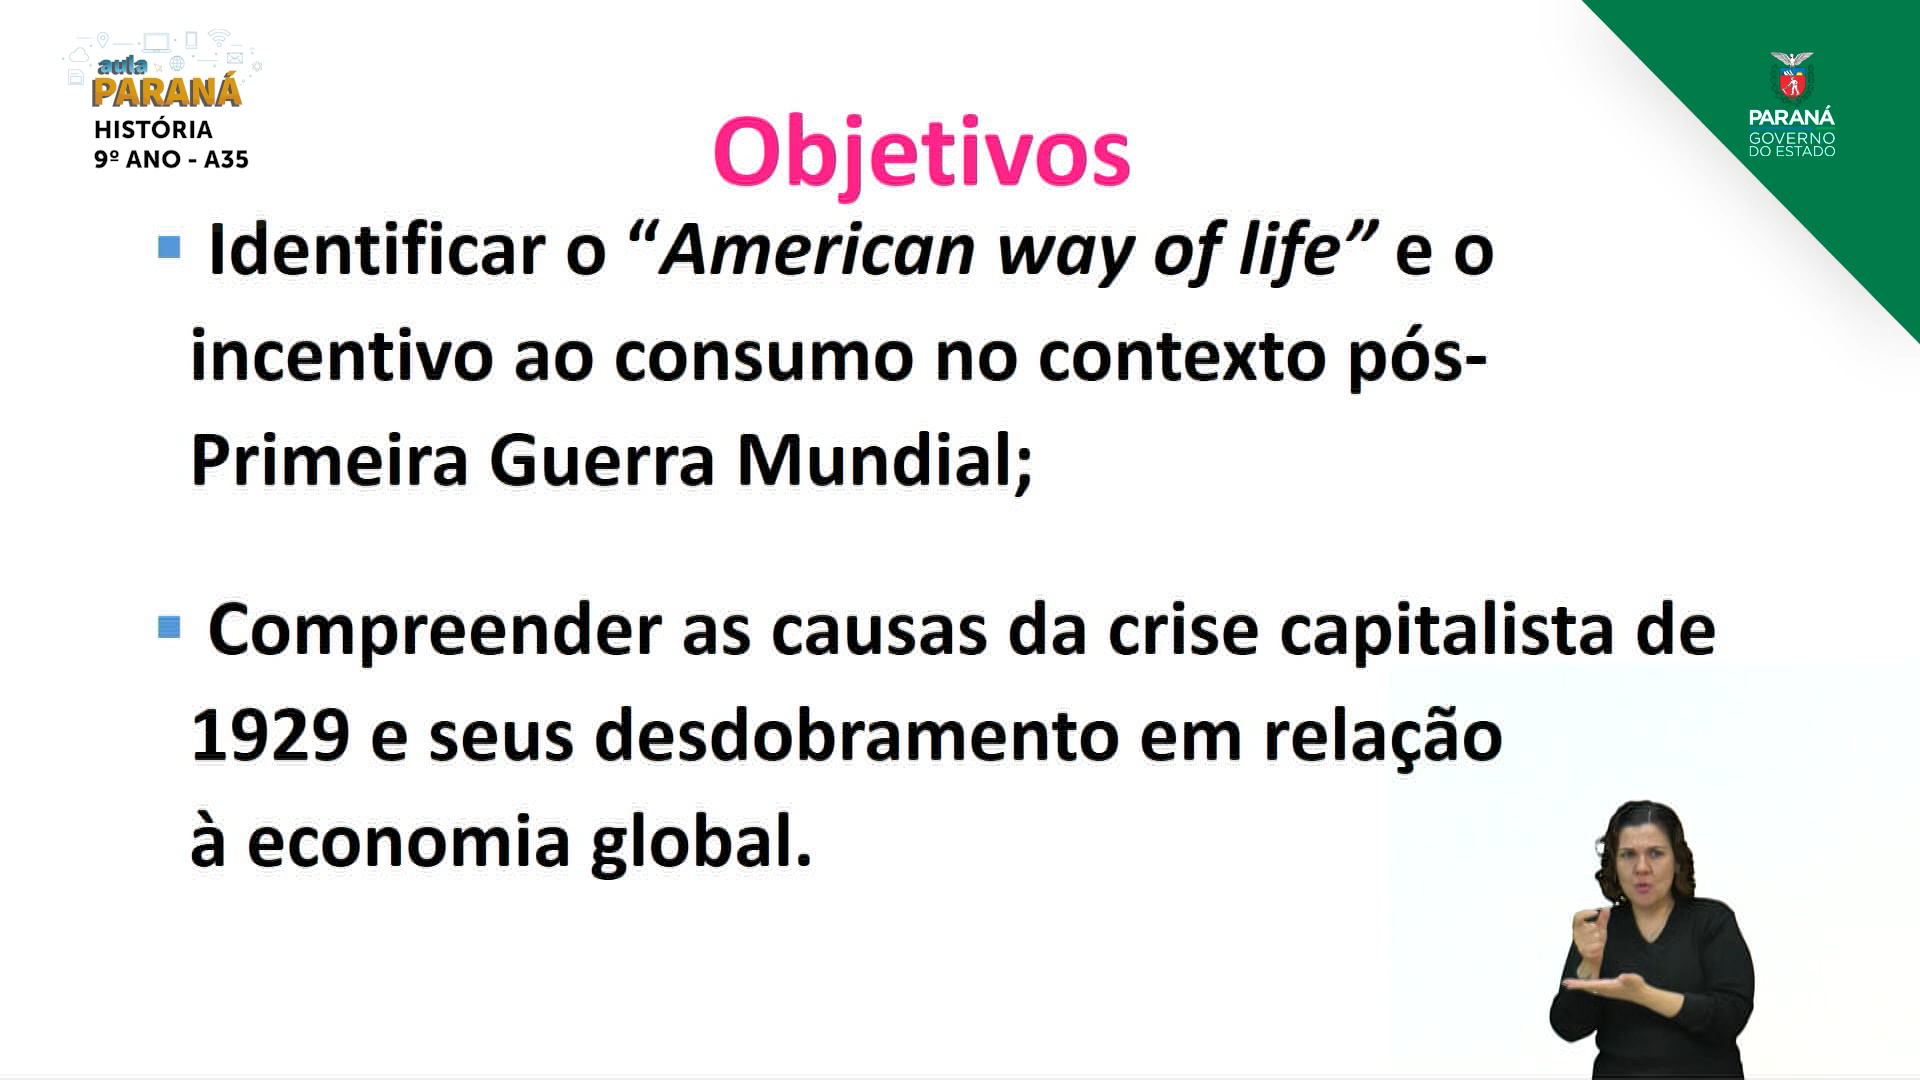 aula
PARANÁ
HISTÓRIA
9º ANO - A35
PARANÁ
GOVERNO
DO ESTADO
Objetivos
Identificar o “American way of life” e o
incentivo ao consumo no contexto pós-
Primeira Guerra Mundial;
Compreender as causas da crise capitalista de
1929 e seus desdobramento em relação
à economia global.